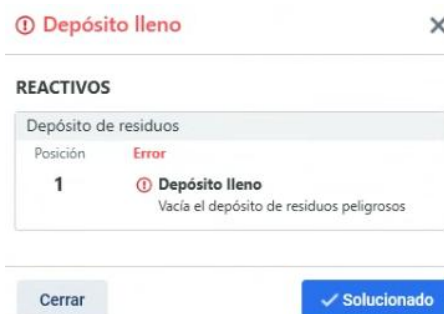 Depósito lleno
REACTIVOS
Depósito de residuos
Posición Error
1 Depósito lleno
Vacía el depósito de residuos peligrosos
Cerrar Solucionado